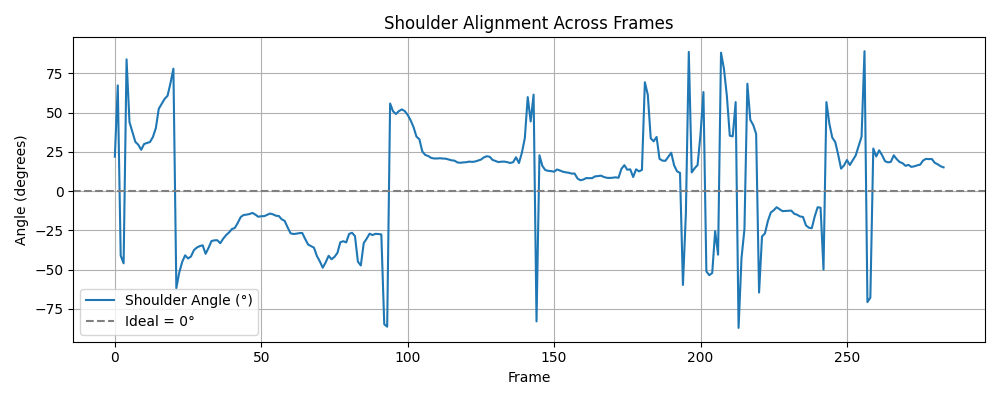 Shoulder Alignment Across Frames
Angle (degrees)
75
50
25
0
−25
−50
−75
Shoulder Angle (°)
Ideal = 0°
0
50
100
150
200
250
Frame